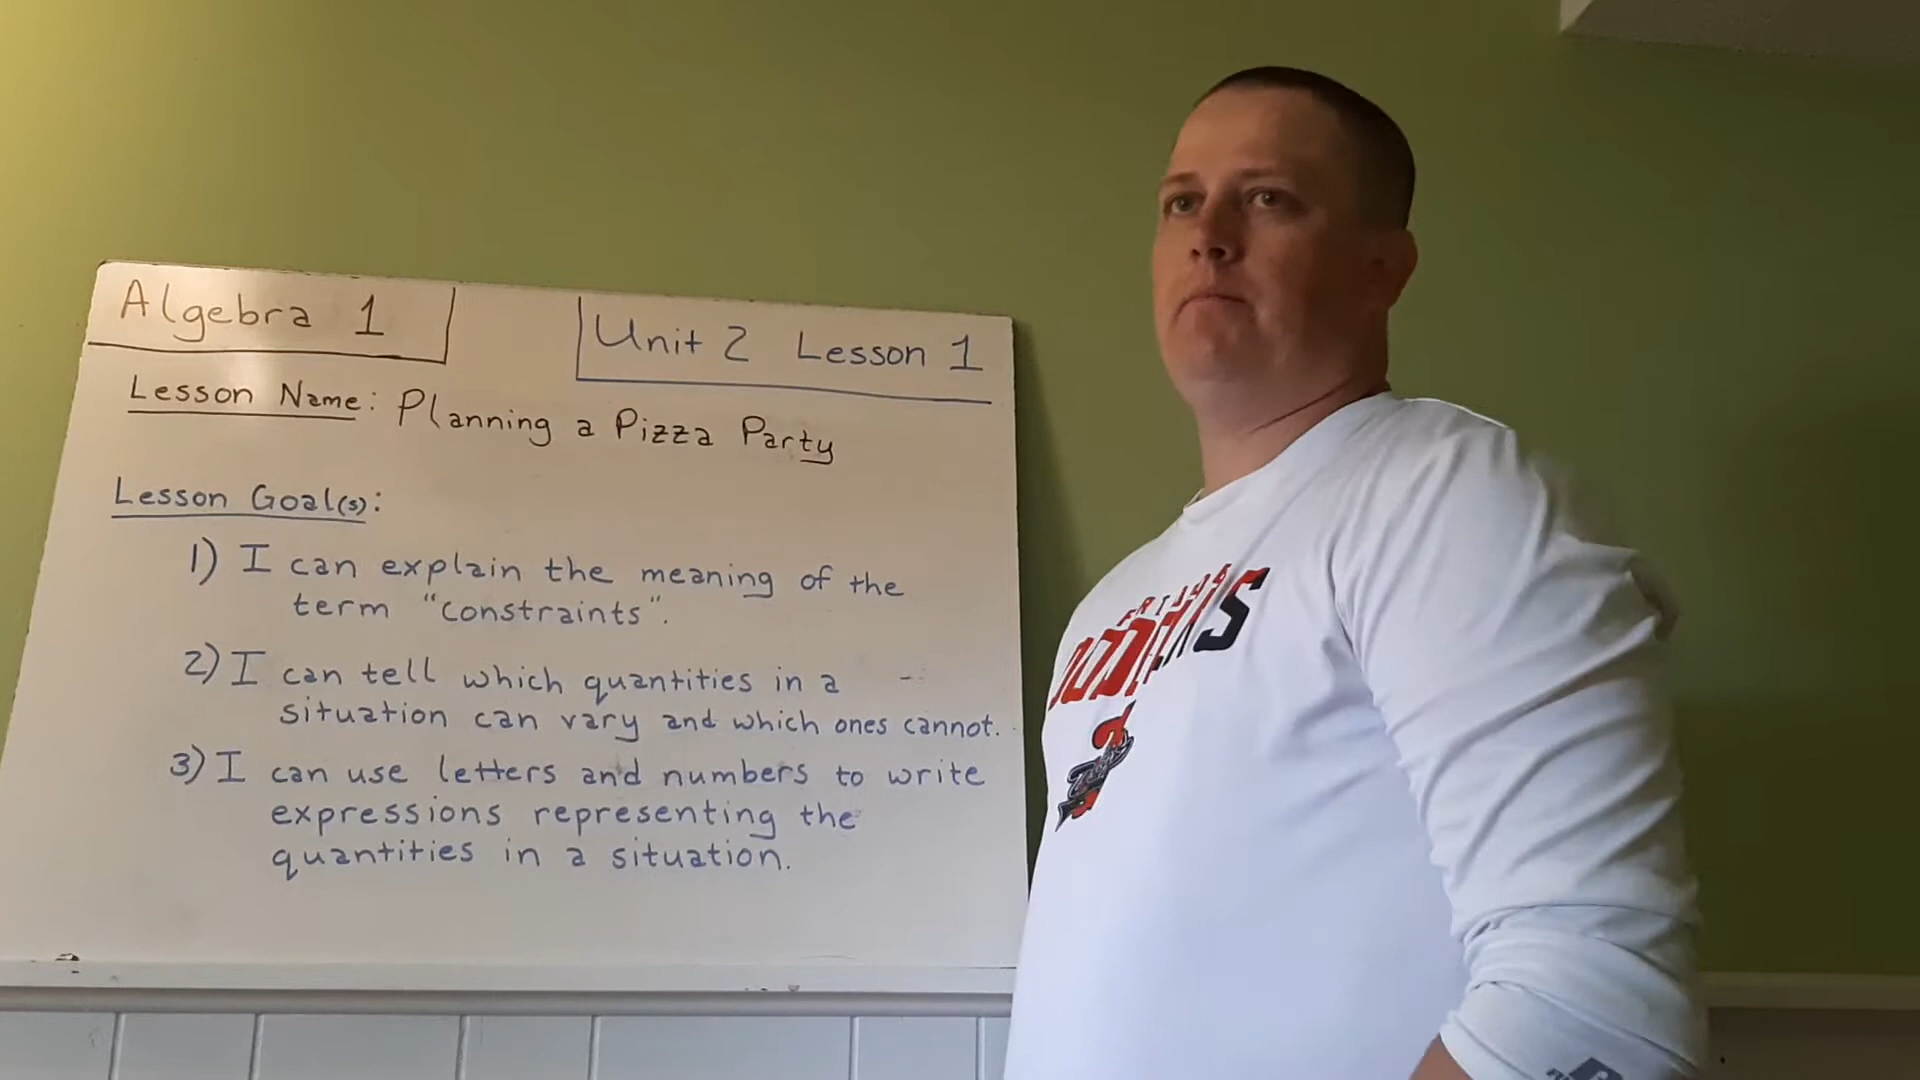 Algebra 1
Unit 2 Lesson 1
Lesson Name: Planning a Pizza Party
Lesson Goal(s):
1) I can explain the meaning of the
term "constraints".
2) I can tell which quantities in a
situation can vary and which ones cannot.
3) I can use letters and numbers to write
expressions representing the
quantities in a situation.